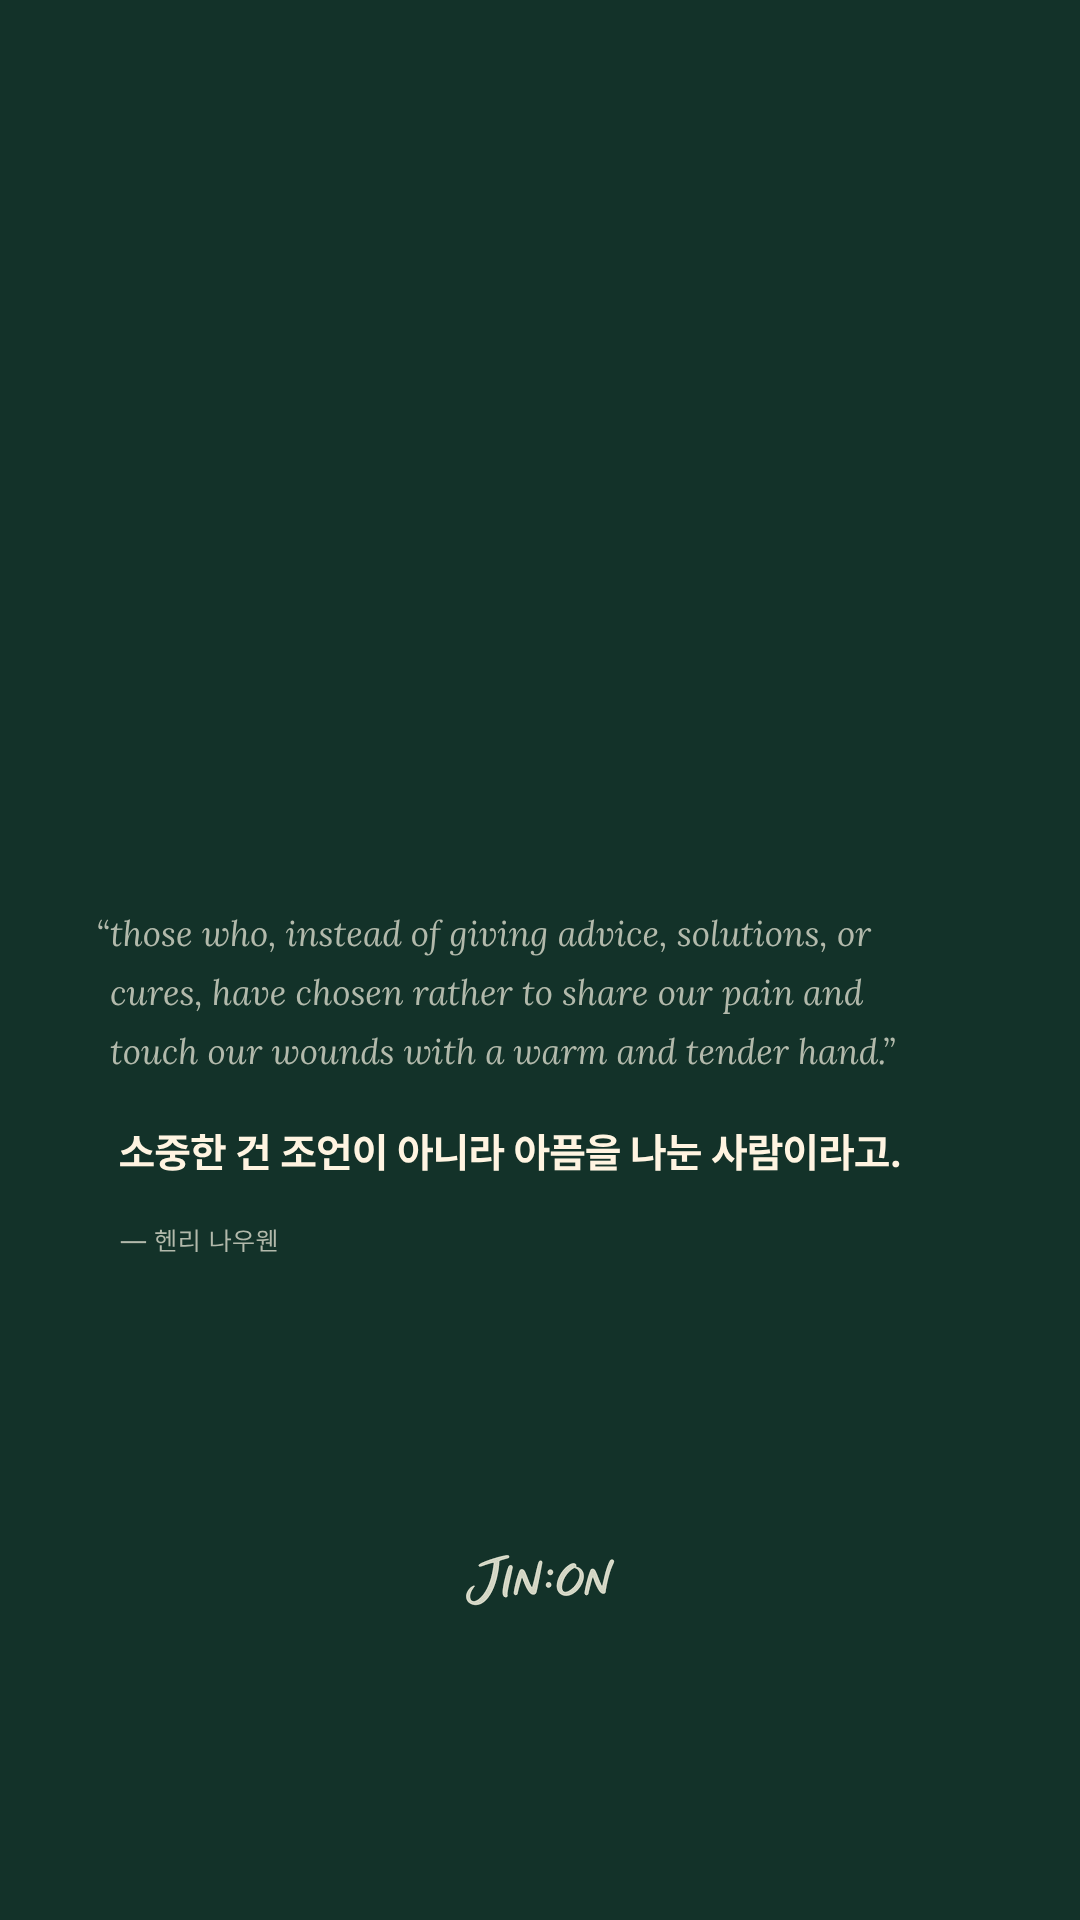 “those who, instead of giving advice, solutions, or
cures, have chosen rather to share our pain and
touch our wounds with a warm and tender hand.”
소중한 건 조언이 아니라 아픔을 나눈 사람이라고.
— 헨리 나우웬
JIN:ON